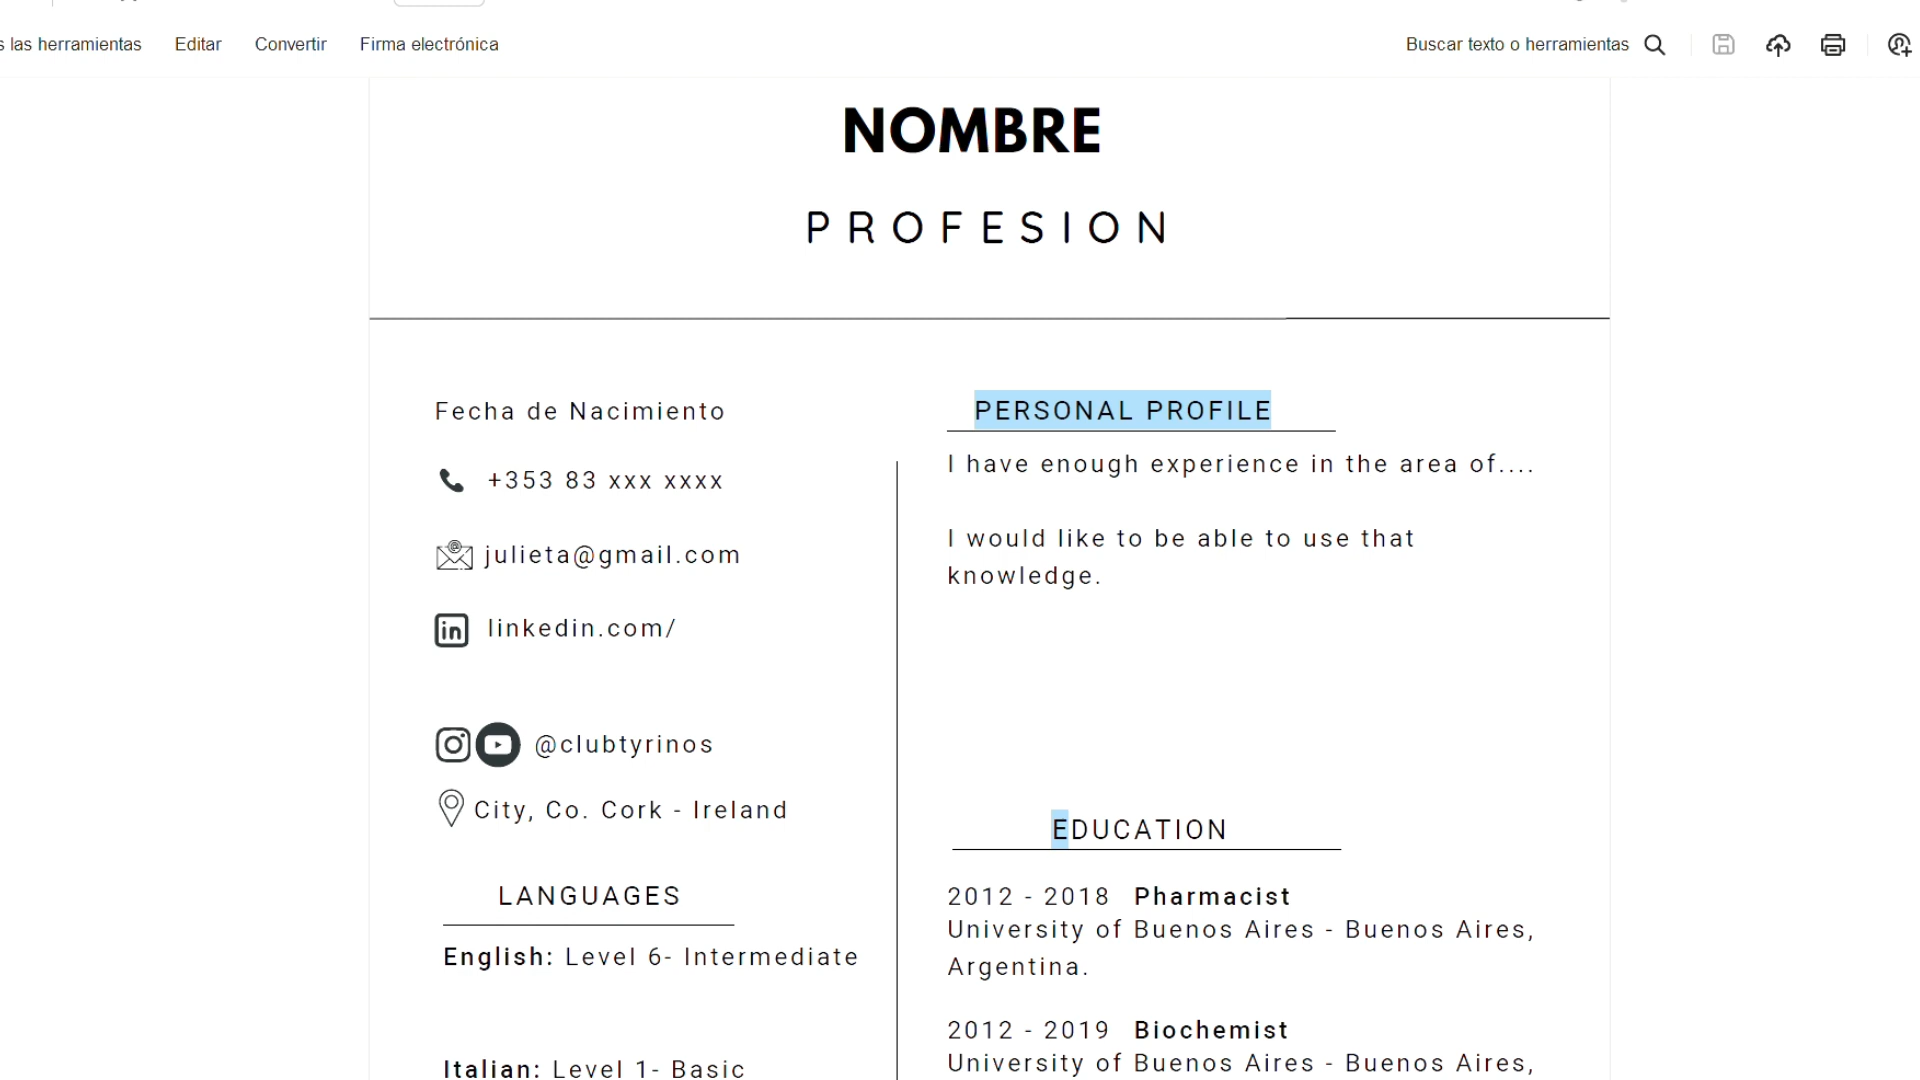 s las herramientas Editar Convertir Firma electrónica Buscar texto o herramientas
NOMBRE
PROFESION
Fecha de Nacimiento
+353 83 xxx xxxx
julieta@gmail.com
linkedin.com/
@clubtyrinos
City, Co. Cork - Ireland
LANGUAGES
English: Level 6- Intermediate
Italian: Level 1- Basic
PERSONAL PROFILE
I have enough experience in the area of....
I would like to be able to use that
knowledge.
EDUCATION
2012 - 2018 Pharmacist
University of Buenos Aires - Buenos Aires,
Argentina.
2012 - 2019 Biochemist
University of Buenos Aires - Buenos Aires,